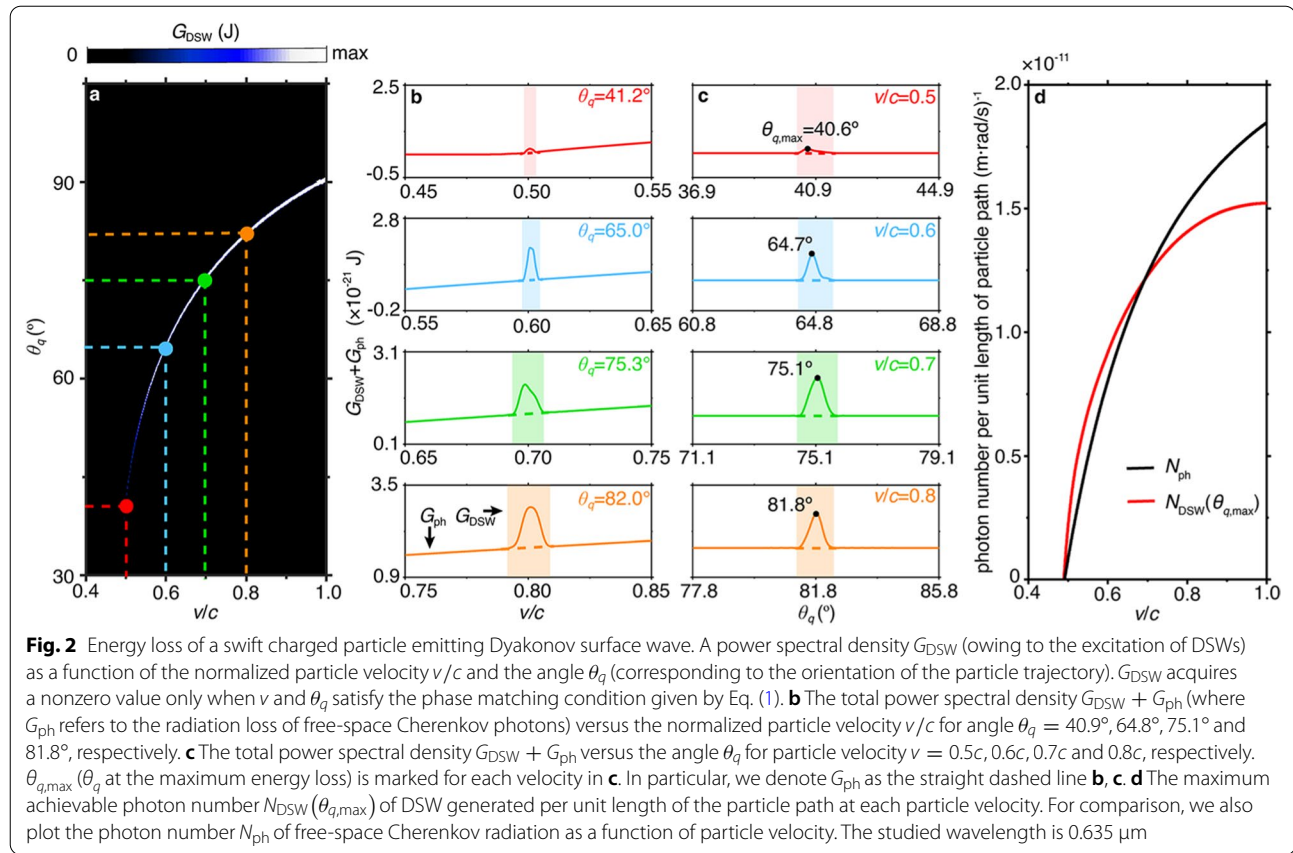 G_DSW (J)
0 max
a
θ_q (°)
90
60
30
0.4 0.6 0.8 1.0
v/c
b
G_DSW+G_ph (×10⁻²¹ J)
2.5
-0.5
θ_q=41.2°
0.45 0.50 0.55
2.8
-0.2
θ_q=65.0°
0.55 0.60 0.65
3.1
0.1
θ_q=75.3°
0.65 0.70 0.75
3.5
0.9
θ_q=82.0°
G_ph G_DSW
0.75 0.80 0.85
v/c
c
v/c=0.5
θ_q,max=40.6°
36.9 40.9 44.9
v/c=0.6
64.7°
60.8 64.8 68.8
v/c=0.7
75.1°
71.1 75.1 79.1
v/c=0.8
81.8°
77.8 81.8 85.8
θ_q (°)
×10⁻¹¹
d
photon number per unit length of particle path (m·rad/s)⁻¹
2.0
1.5
1.0
0.5
0
N_ph
N_DSW(θ_q,max)
0.4 0.6 0.8 1.0
v/c
Fig. 2 Energy loss of a swift charged particle emitting Dyakonov surface wave. A power spectral density G_DSW (owing to the excitation of DSWs)
as a function of the normalized particle velocity v/c and the angle θ_q (corresponding to the orientation of the particle trajectory). G_DSW acquires
a nonzero value only when v and θ_q satisfy the phase matching condition given by Eq. (1). b The total power spectral density G_DSW + G_ph (where
G_ph refers to the radiation loss of free-space Cherenkov photons) versus the normalized particle velocity v/c for angle θ_q = 40.9°, 64.8°, 75.1° and
81.8°, respectively. c The total power spectral density G_DSW + G_ph versus the angle θ_q for particle velocity v = 0.5c, 0.6c, 0.7c and 0.8c, respectively.
θ_q,max (θ_q at the maximum energy loss) is marked for each velocity in c. In particular, we denote G_ph as the straight dashed line b, c. d The maximum
achievable photon number N_DSW(θ_q,max) of DSW generated per unit length of the particle path at each particle velocity. For comparison, we also
plot the photon number N_ph of free-space Cherenkov radiation as a function of particle velocity. The studied wavelength is 0.635 μm